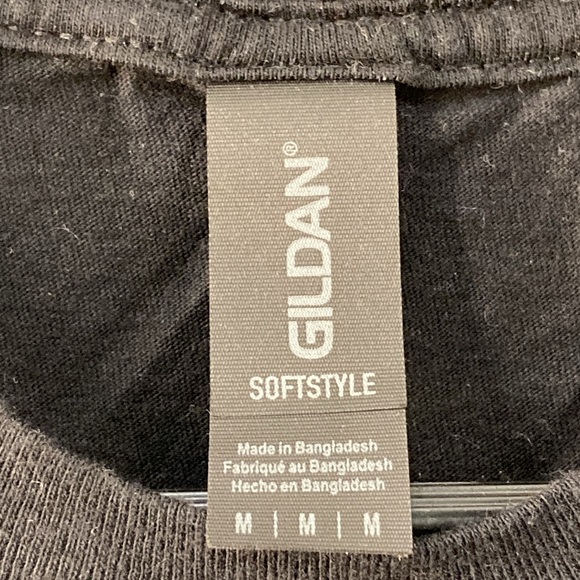 GILDAN®
SOFTSTYLE
Made in Bangladesh
Fabriqué au Bangladesh
Hecho en Bangladesh
M | M | M